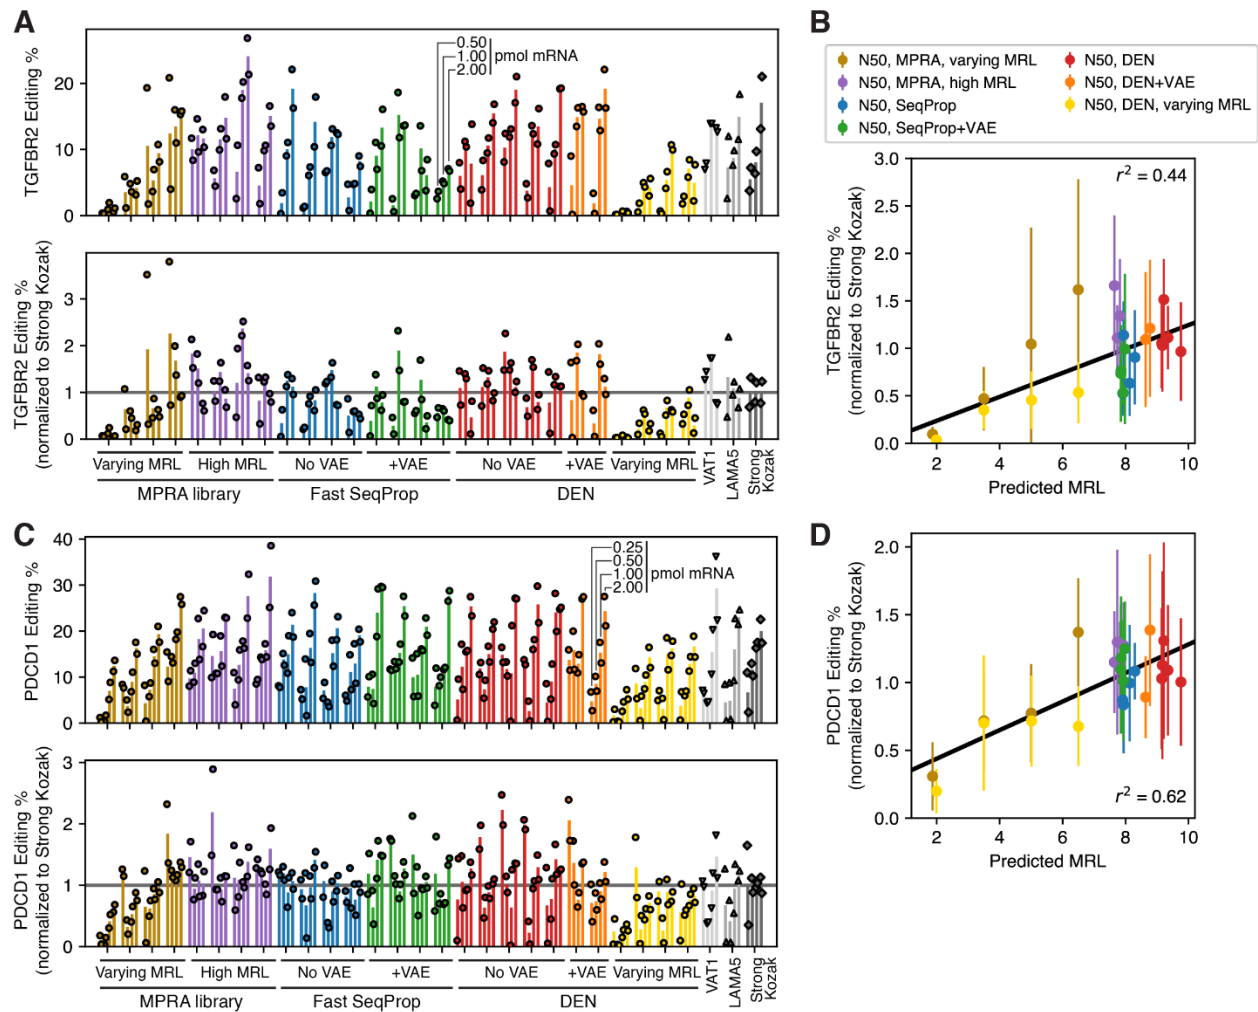 A
TGFBR2 Editing %
20
10
0
0.50
1.00
2.00
pmol mRNA
TGFBR2 Editing %
(normalized to Strong Kozak)
3
2
1
0
Varying MRL
High MRL
No VAE
+VAE
No VAE
+VAE
Varying MRL
VAT1
LAMA5
Strong
Kozak
MPRA library
Fast SeqProp
DEN
B
N50, MPRA, varying MRL
N50, MPRA, high MRL
N50, SeqProp
N50, SeqProp+VAE
N50, DEN
N50, DEN+VAE
N50, DEN, varying MRL
TGFBR2 Editing %
(normalized to Strong Kozak)
3.0
2.5
2.0
1.5
1.0
0.5
0.0
r² = 0.44
2
4
6
8
10
Predicted MRL
C
PDCD1 Editing %
40
30
20
10
0
0.25
0.50
1.00
2.00
pmol mRNA
PDCD1 Editing %
(normalized to Strong Kozak)
3
2
1
0
Varying MRL
High MRL
No VAE
+VAE
No VAE
+VAE
Varying MRL
VAT1
LAMA5
Strong
Kozak
MPRA library
Fast SeqProp
DEN
D
PDCD1 Editing %
(normalized to Strong Kozak)
2.0
1.5
1.0
0.5
0.0
r² = 0.62
2
4
6
8
10
Predicted MRL